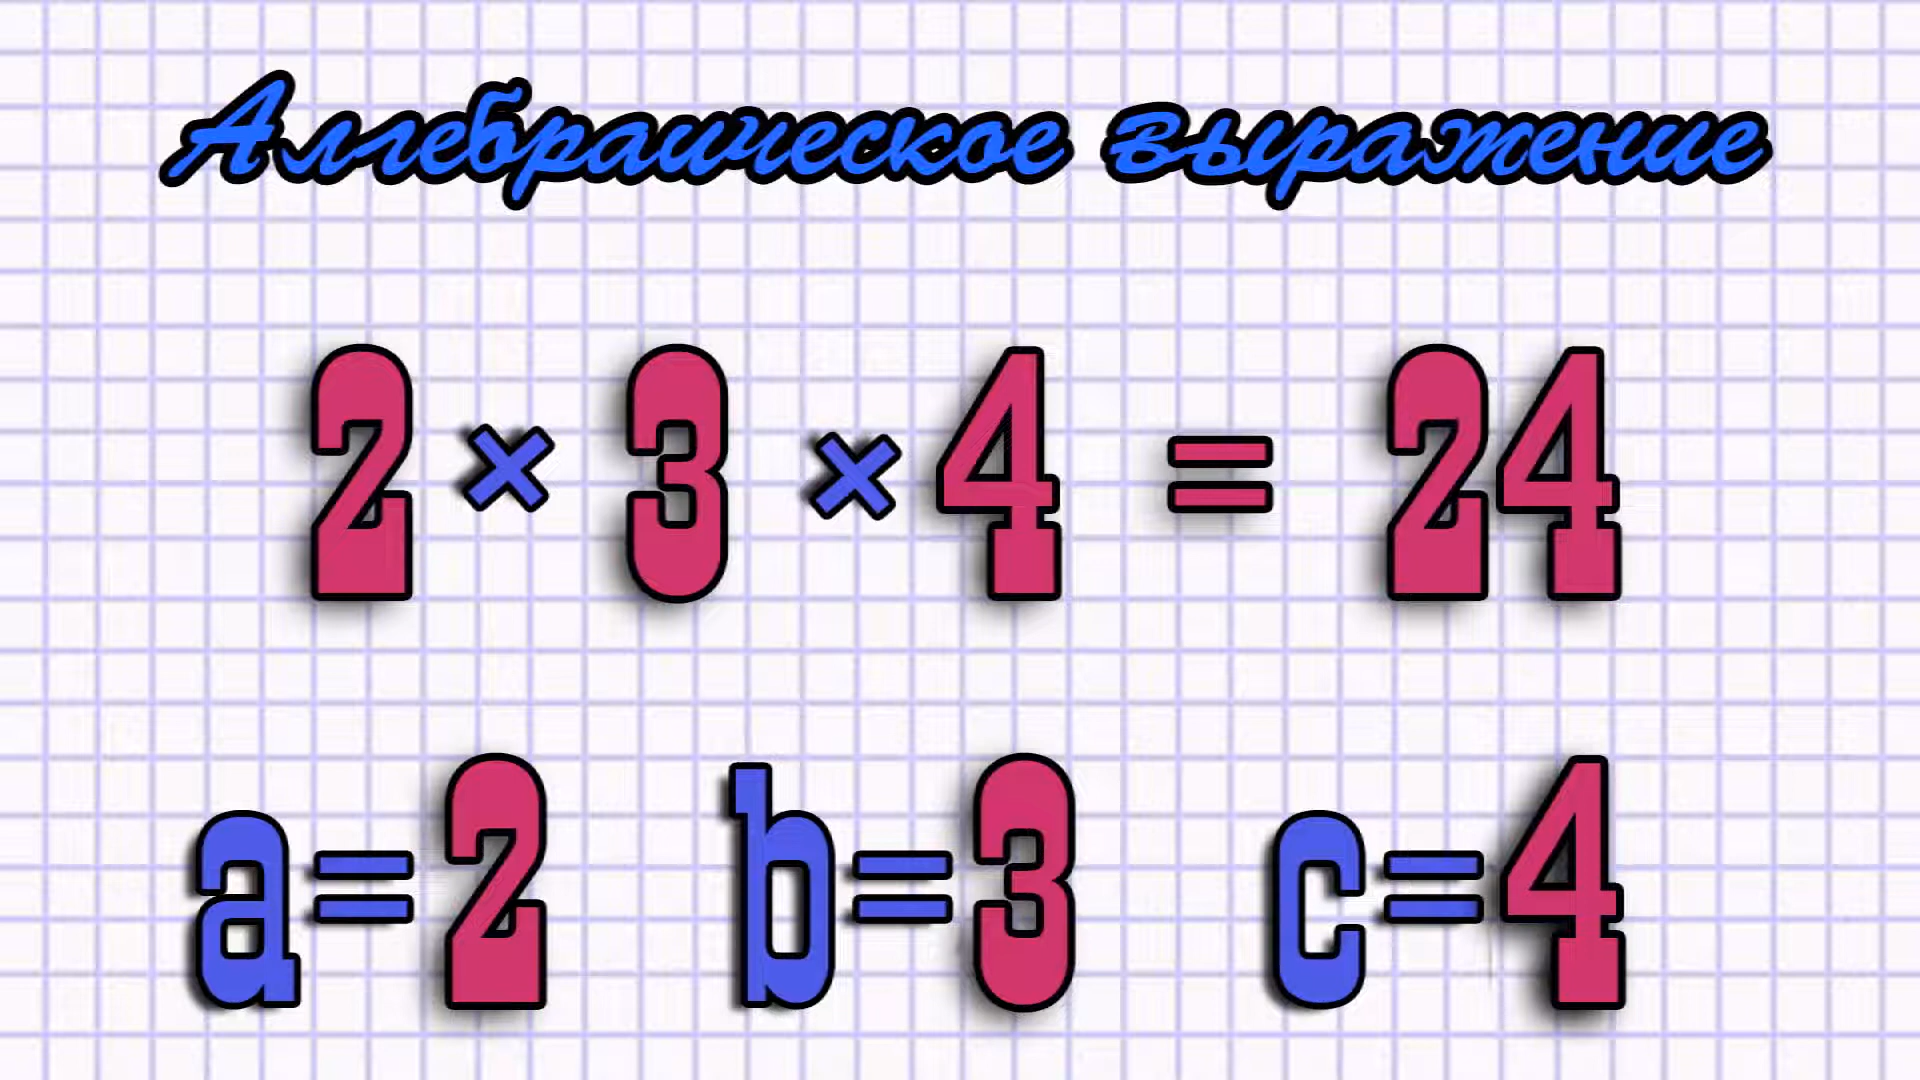 Алгебраическое выражение
2 × 3 × 4 = 24
a=2 b=3 c=4